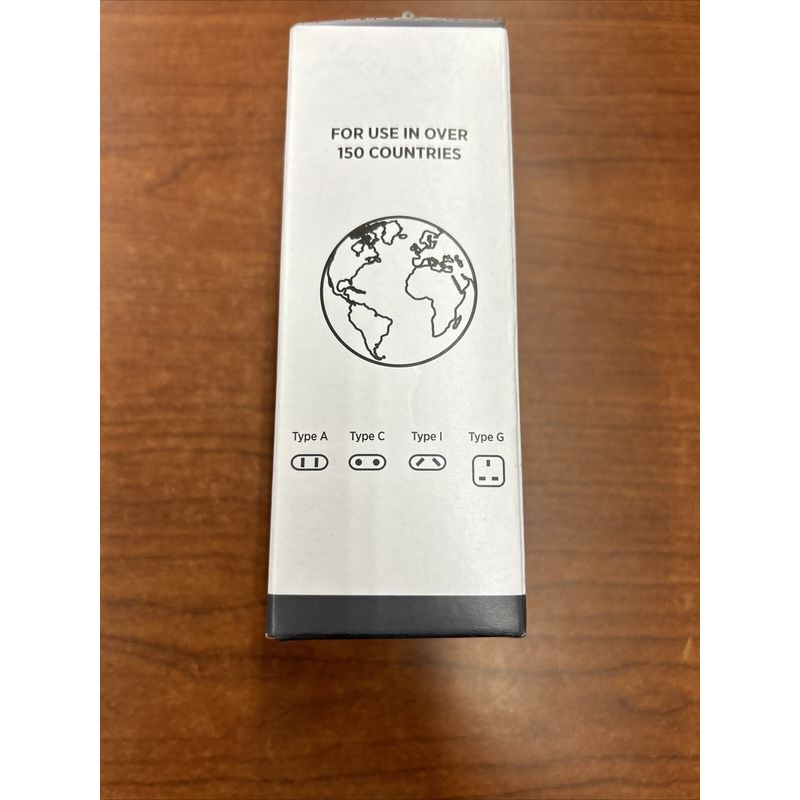 FOR USE IN OVER
150 COUNTRIES
Type A Type C Type I Type G